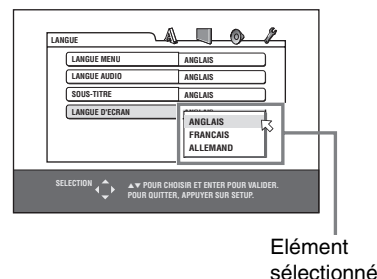 LANGUE
LANGUE MENU ANGLAIS
LANGUE AUDIO ANGLAIS
SOUS-TITRE ANGLAIS
LANGUE D'ECRAN ANGLAIS
ANGLAIS
FRANCAIS
ALLEMAND
SELECTION ▲▼ POUR CHOISIR ET ENTER POUR VALIDER.
POUR QUITTER, APPUYER SUR SETUP.
Elément
sélectionné